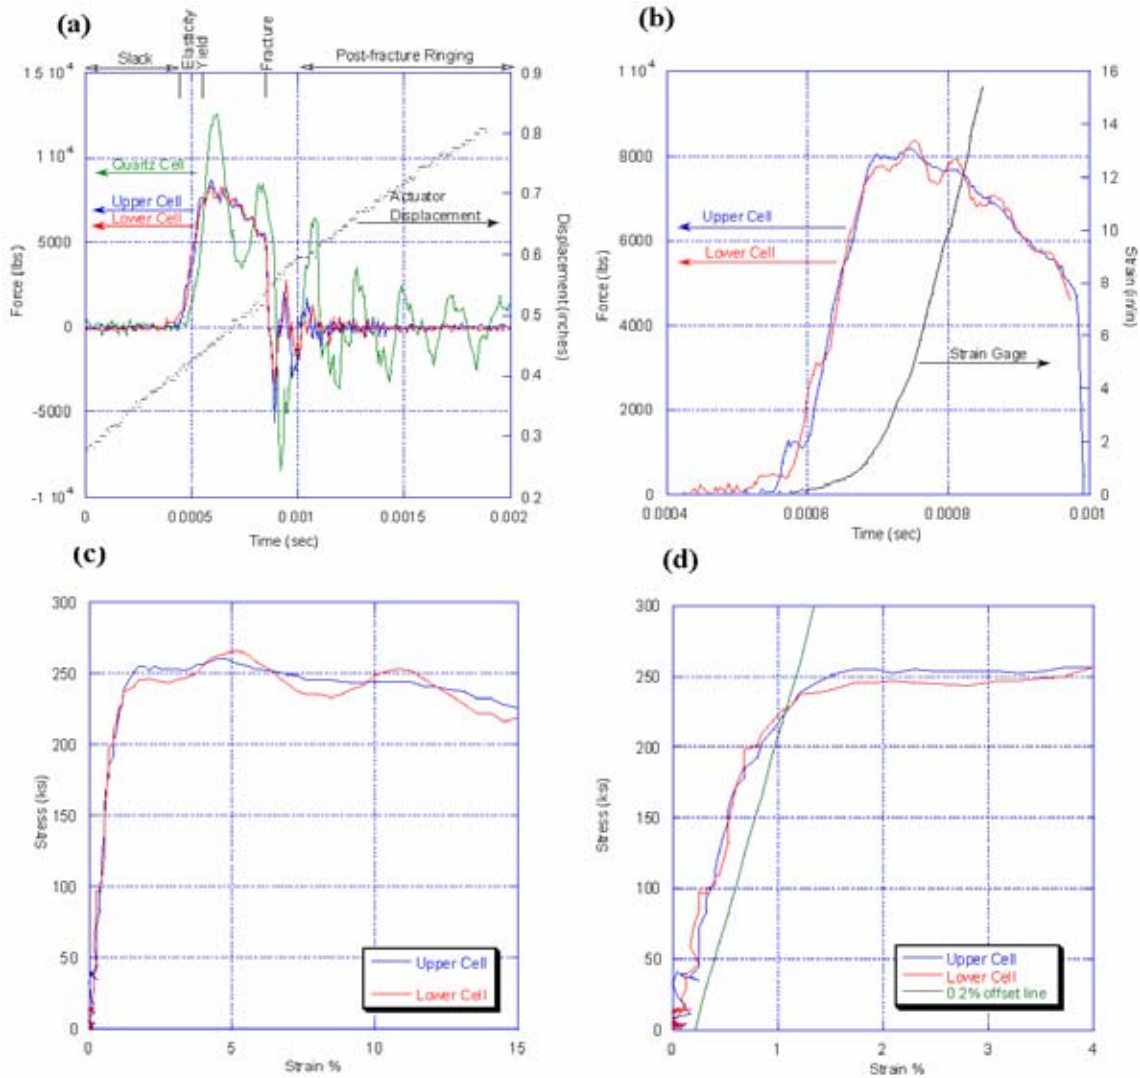 (a)
Slack
Elasticity
Yield
Fracture
Post-fracture Ringing
1 5 10⁴
1 10⁴
5000
0
-5000
-1 10⁴
Force (lbs)
Quartz Cell
Upper Cell
Lower Cell
Actuator
Displacement
0.9
0.8
0.7
0.6
0.5
0.4
0.3
0.2
Displacement (inches)
0
0.0005
0.001
0.0015
0.002
Time (sec)
(b)
1 10⁴
8000
6000
4000
2000
0
Force (lbs)
Upper Cell
Lower Cell
Strain Gage
16
14
12
10
8
6
4
2
0
Strain (in/in)
0.0004
0.0006
0.0008
0.001
Time (sec)
(c)
300
250
200
150
100
50
0
Stress (ksi)
Upper Cell
Lower Cell
0
5
10
15
Strain %
(d)
300
250
200
150
100
50
0
Stress (ksi)
Upper Cell
Lower Cell
0.2% offset line
0
1
2
3
4
Strain %